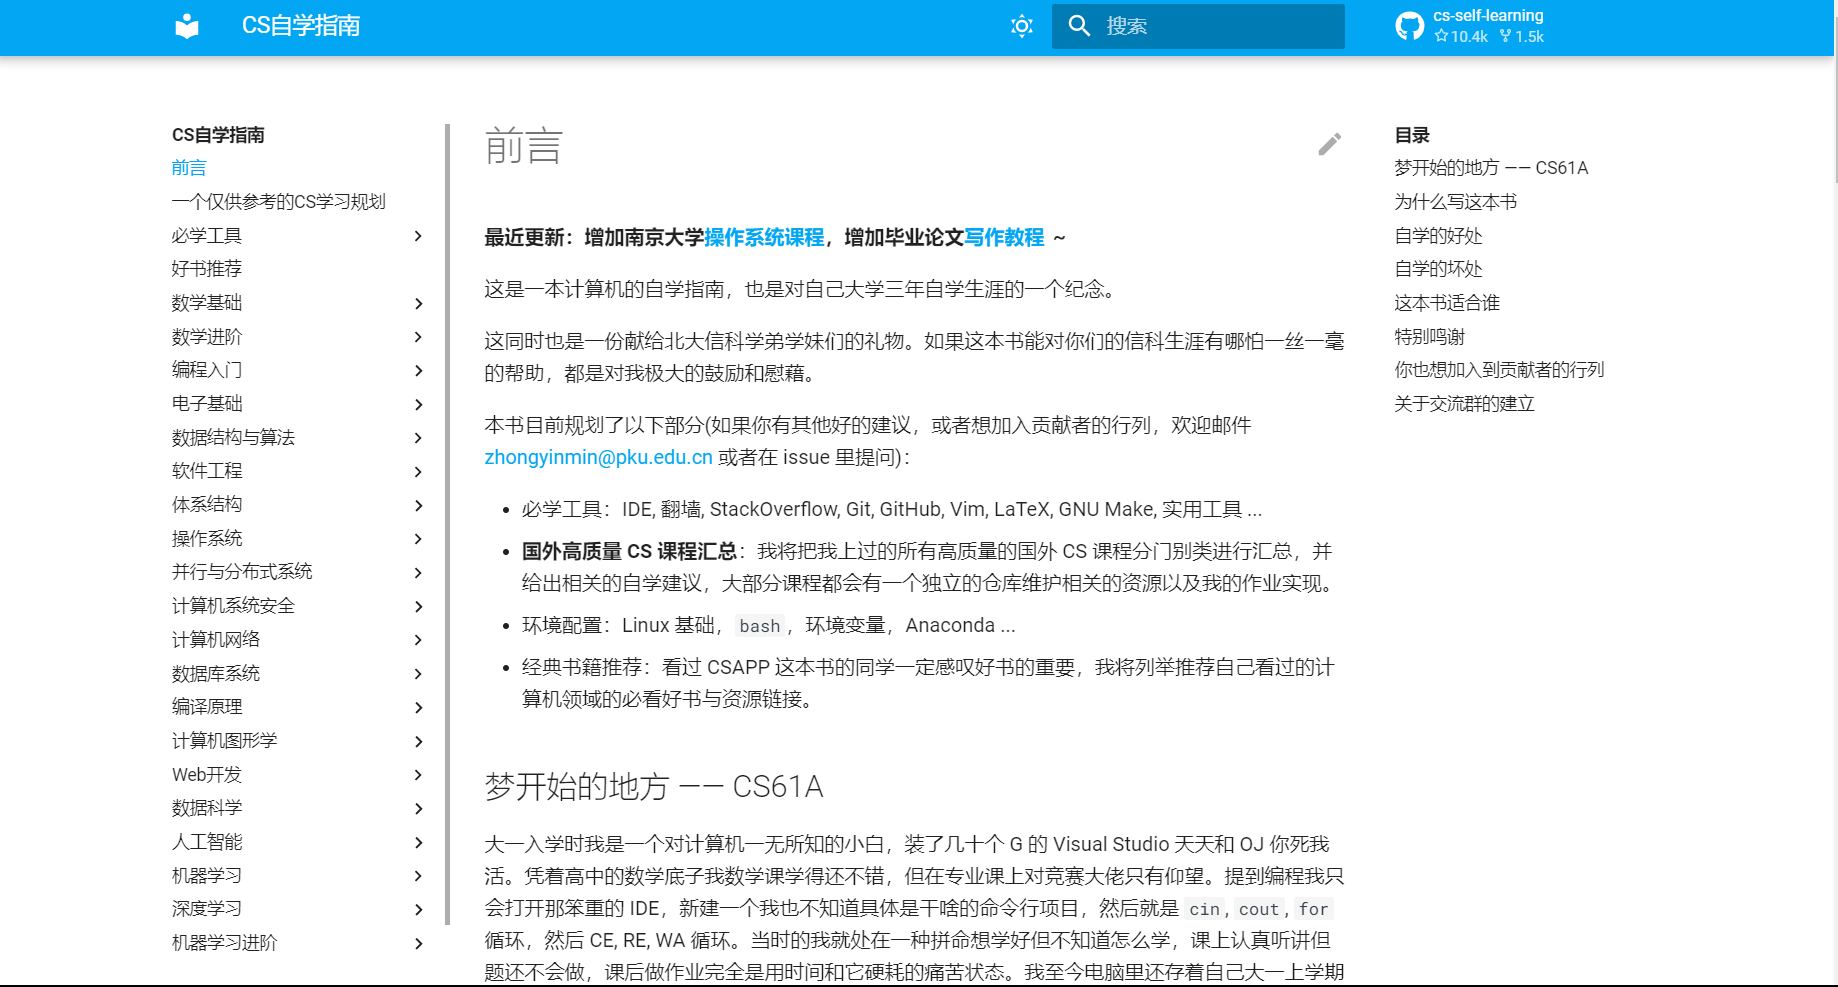 CS自学指南
搜索
cs-self-learning
10.4k 1.5k
CS自学指南
前言
一个仅供参考的CS学习规划
必学工具
好书推荐
数学基础
数学进阶
编程入门
电子基础
数据结构与算法
软件工程
体系结构
操作系统
并行与分布式系统
计算机系统安全
计算机网络
数据库系统
编译原理
计算机图形学
Web开发
数据科学
人工智能
机器学习
深度学习
机器学习进阶
前言
最近更新：增加南京大学操作系统课程，增加毕业论文写作教程 ~
这是一本计算机的自学指南，也是对自己大学三年自学生涯的一个纪念。
这同时也是一份献给北大信科学弟学妹们的礼物。如果这本书能对你们的信科生涯有哪怕一丝一毫
的帮助，都是对我极大的鼓励和慰藉。
本书目前规划了以下部分(如果你有其他好的建议，或者想加入贡献者的行列，欢迎邮件
zhongyinmin@pku.edu.cn 或者在 issue 里提问)：
• 必学工具：IDE, 翻墙, StackOverflow, Git, GitHub, Vim, LaTeX, GNU Make, 实用工具 ...
• 国外高质量 CS 课程汇总：我将把我上过的所有高质量的国外 CS 课程分门别类进行汇总，并
给出相关的自学建议，大部分课程都会有一个独立的仓库维护相关的资源以及我的作业实现。
• 环境配置：Linux 基础，bash，环境变量，Anaconda ...
• 经典书籍推荐：看过 CSAPP 这本书的同学一定感叹好书的重要，我将列举推荐自己看过的计
算机领域的必看好书与资源链接。
梦开始的地方 —— CS61A
大一入学时我是一个对计算机一无所知的小白，装了几十个 G 的 Visual Studio 天天和 OJ 你死我
活。凭着高中的数学底子我数学课学得还不错，但在专业课上对竞赛大佬只有仰望。提到编程我只
会打开那笨重的 IDE，新建一个我也不知道具体是干啥的命令行项目，然后就是 cin, cout, for
循环，然后 CE, RE, WA 循环。当时的我就处在一种拼命想学好但不知道怎么学，课上认真听讲但
题还不会做，课后做作业完全是用时间和它硬耗的痛苦状态。我至今电脑里还存着自己大一上学期
目录
梦开始的地方 —— CS61A
为什么写这本书
自学的好处
自学的坏处
这本书适合谁
特别鸣谢
你也想加入到贡献者的行列
关于交流群的建立